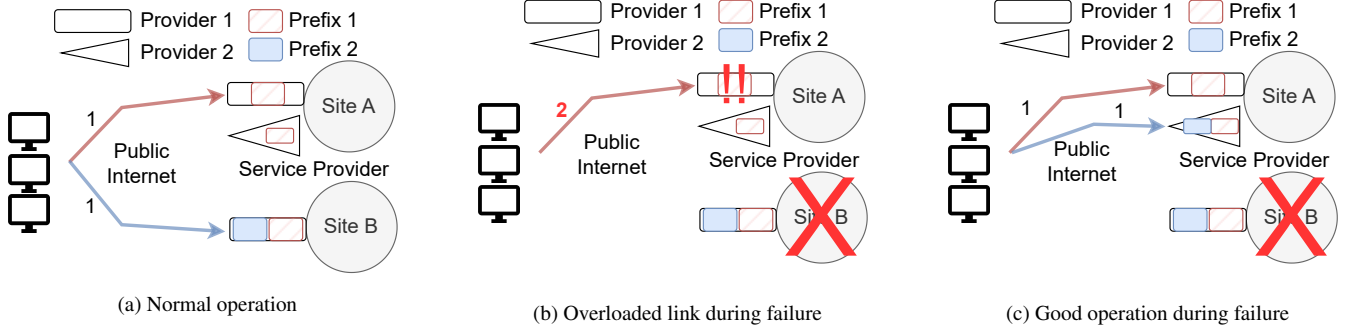 Provider 1
Prefix 1
Provider 2
Prefix 2
1
Site A
Public
Internet
Service Provider
1
Site B
(a) Normal operation
Provider 1
Prefix 1
Provider 2
Prefix 2
!!
2
Site A
Public
Internet
Service Provider
Site B
(b) Overloaded link during failure
Provider 1
Prefix 1
Provider 2
Prefix 2
1
1
Site A
Public
Internet
Service Provider
Site B
(c) Good operation during failure